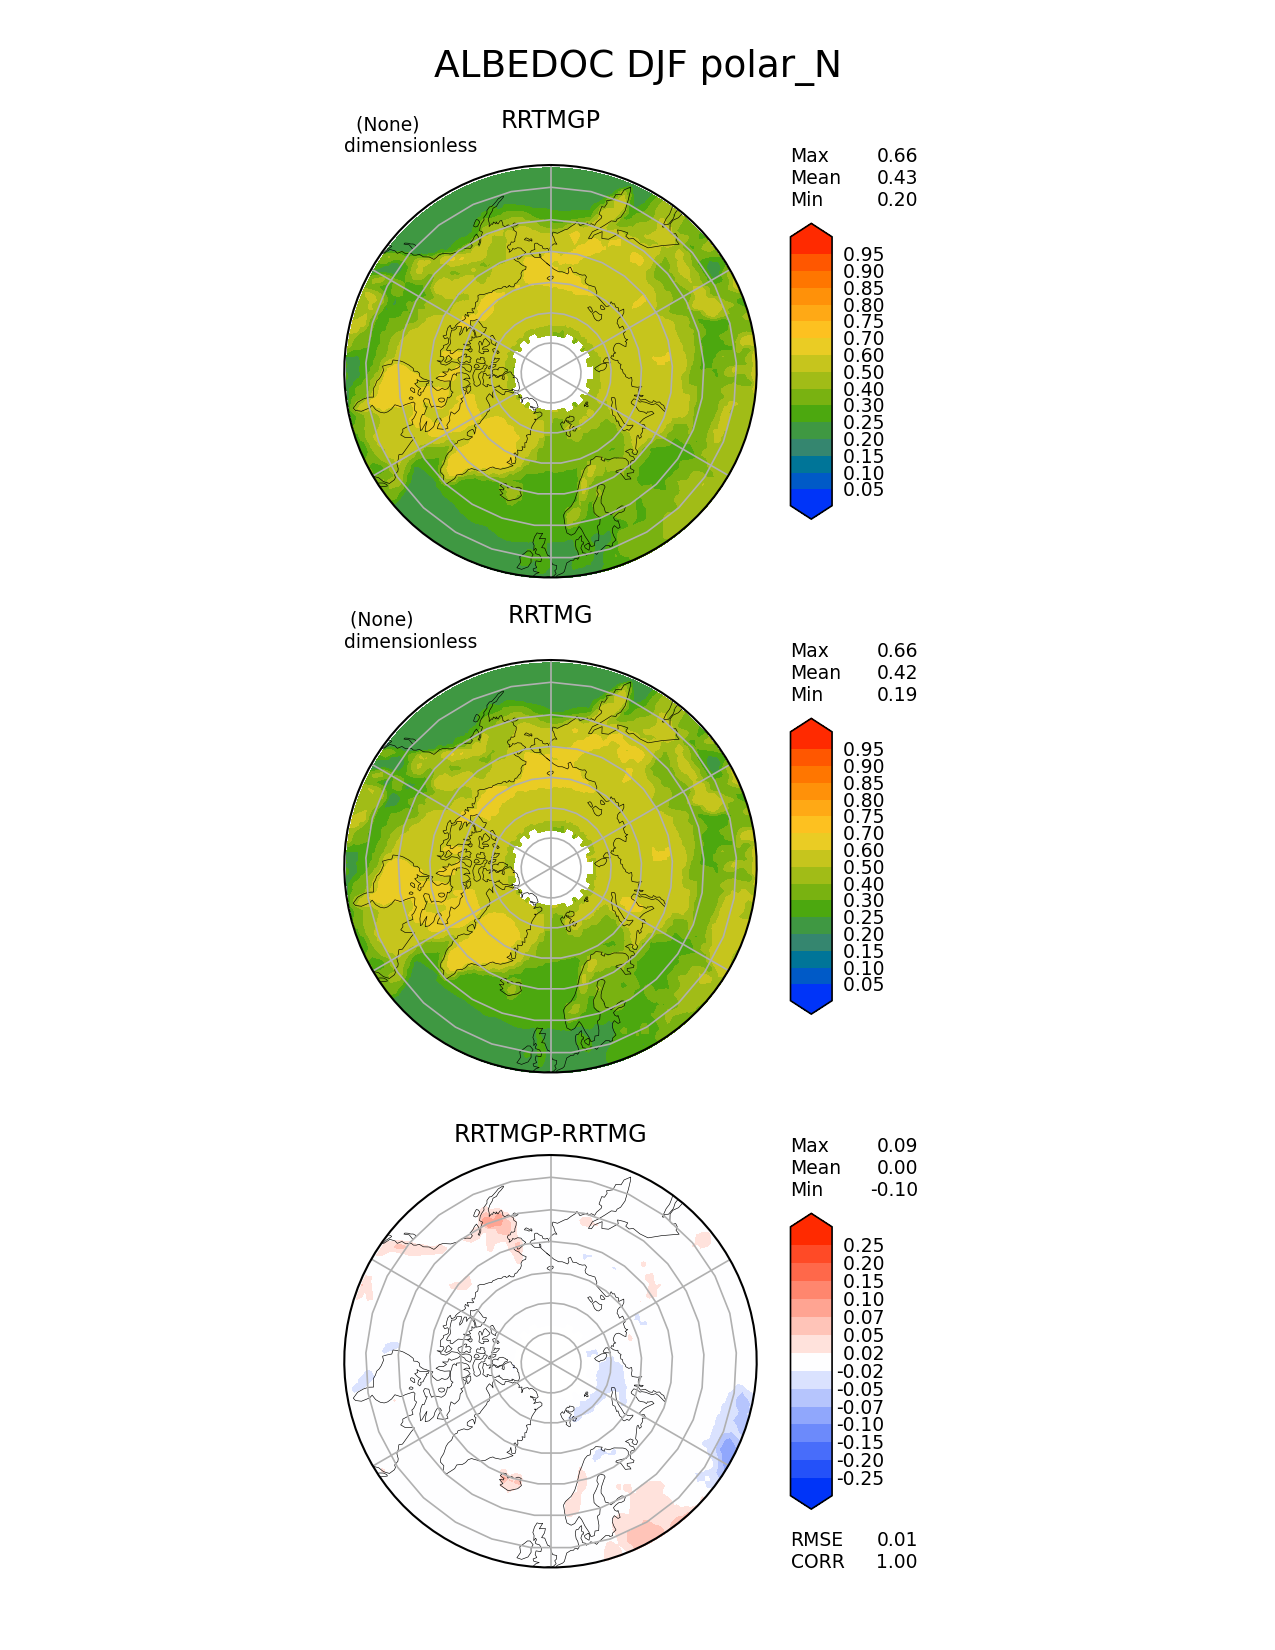 ALBEDOC DJF polar_N
(None)
RRTMGP
dimensionless
Max 0.66
Mean 0.43
Min 0.20
0.95
0.90
0.85
0.80
0.75
0.70
0.60
0.50
0.40
0.30
0.25
0.20
0.15
0.10
0.05
(None)
RRTMG
dimensionless
Max 0.66
Mean 0.42
Min 0.19
0.95
0.90
0.85
0.80
0.75
0.70
0.60
0.50
0.40
0.30
0.25
0.20
0.15
0.10
0.05
RRTMGP-RRTMG
Max 0.09
Mean 0.00
Min -0.10
0.25
0.20
0.15
0.10
0.07
0.05
0.02
-0.02
-0.05
-0.07
-0.10
-0.15
-0.20
-0.25
RMSE 0.01
CORR 1.00